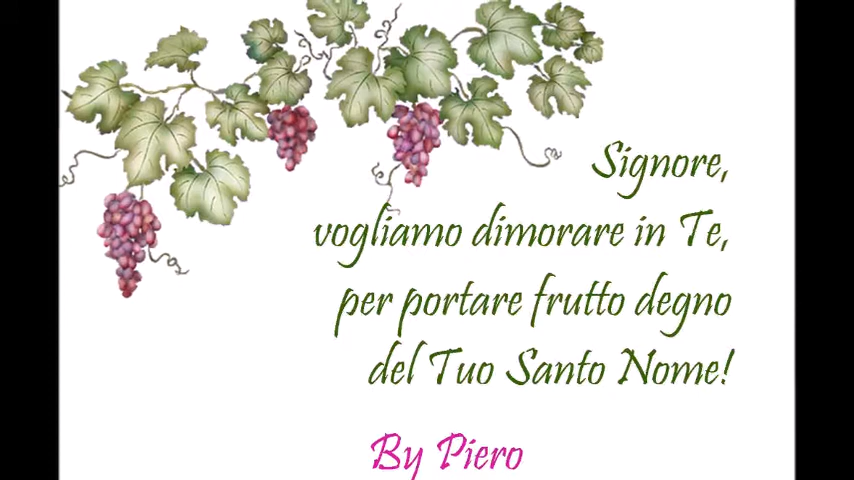 Signore,
vogliamo dimorare in Te,
per portare frutto degno
del Tuo Santo Nome!
By Piero